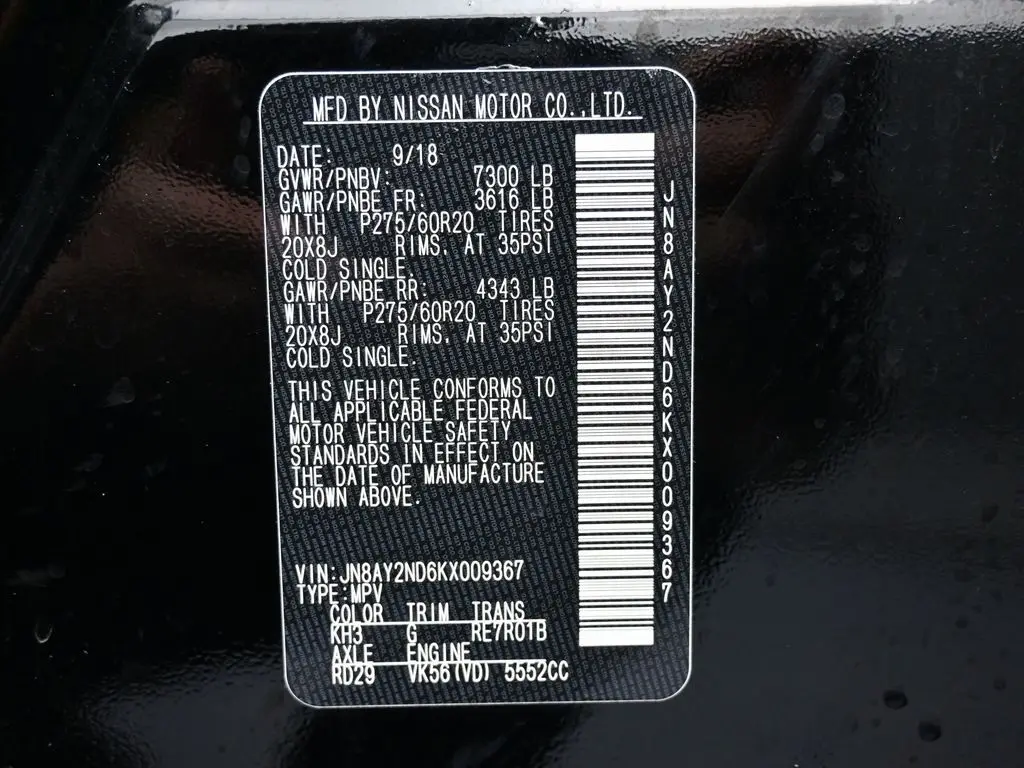 MFD BY NISSAN MOTOR CO.,LTD.
DATE: 9/18
GVWR/PNBV: 7300 LB
GAWR/PNBE FR: 3616 LB
WITH P275/60R20 TIRES
20X8J RIMS. AT 35PSI
COLD SINGLE.
GAWR/PNBE RR: 4343 LB
WITH P275/60R20 TIRES
20X8J RIMS. AT 35PSI
COLD SINGLE.
THIS VEHICLE CONFORMS TO
ALL APPLICABLE FEDERAL
MOTOR VEHICLE SAFETY
STANDARDS IN EFFECT ON
THE DATE OF MANUFACTURE
SHOWN ABOVE.
VIN:JN8AY2ND6KX009367
TYPE:MPV
COLOR TRIM TRANS
KH3 G RE7R01B
AXLE ENGINE
RD29 VK56(VD) 5552CC
JN8AY2ND6KX009367